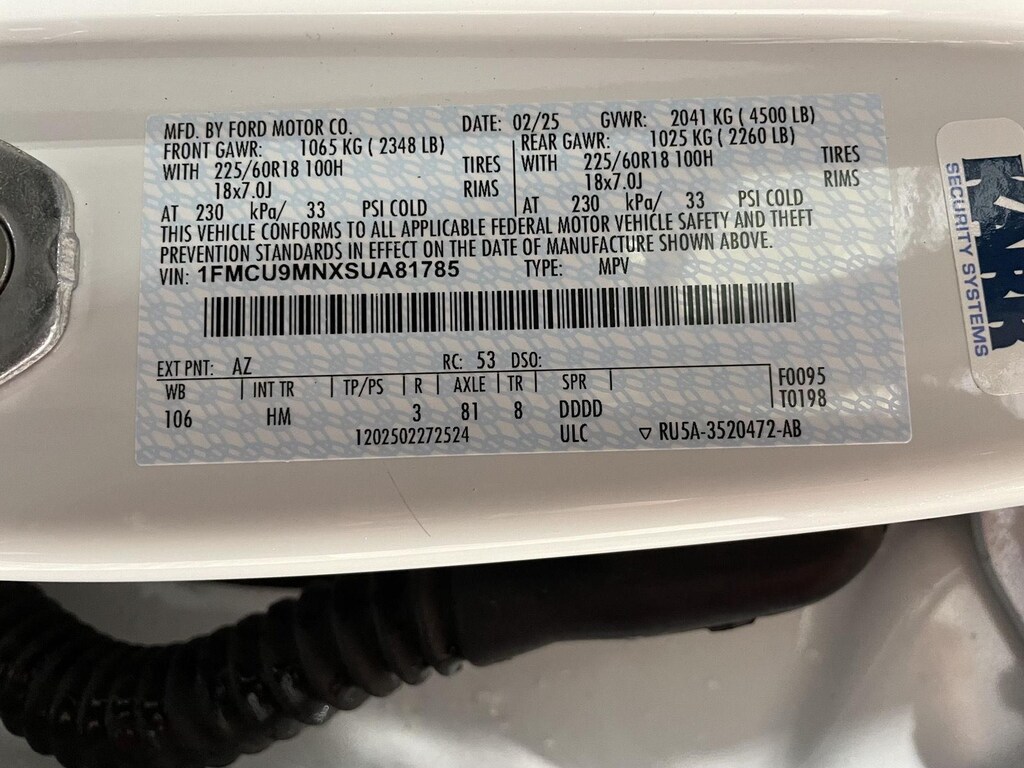 MFD. BY FORD MOTOR CO. DATE: 02/25 GVWR: 2041 KG ( 4500 LB)
FRONT GAWR: 1065 KG ( 2348 LB) REAR GAWR: 1025 KG ( 2260 LB)
WITH 225/60R18 100H TIRES WITH 225/60R18 100H TIRES
18x7.0J RIMS 18x7.0J RIMS
AT 230 kPa/ 33 PSI COLD AT 230 kPa/ 33 PSI COLD
THIS VEHICLE CONFORMS TO ALL APPLICABLE FEDERAL MOTOR VEHICLE SAFETY AND THEFT
PREVENTION STANDARDS IN EFFECT ON THE DATE OF MANUFACTURE SHOWN ABOVE.
VIN: 1FMCU9MNXSUA81785 TYPE: MPV
EXT PNT: AZ RC: 53 DSO:
WB INT TR TP/PS R AXLE TR SPR F0095
106 HM 3 81 8 DDDD T0198
1202502272524 ULC ▽ RU5A-3520472-AB
SECURITY SYSTEMS